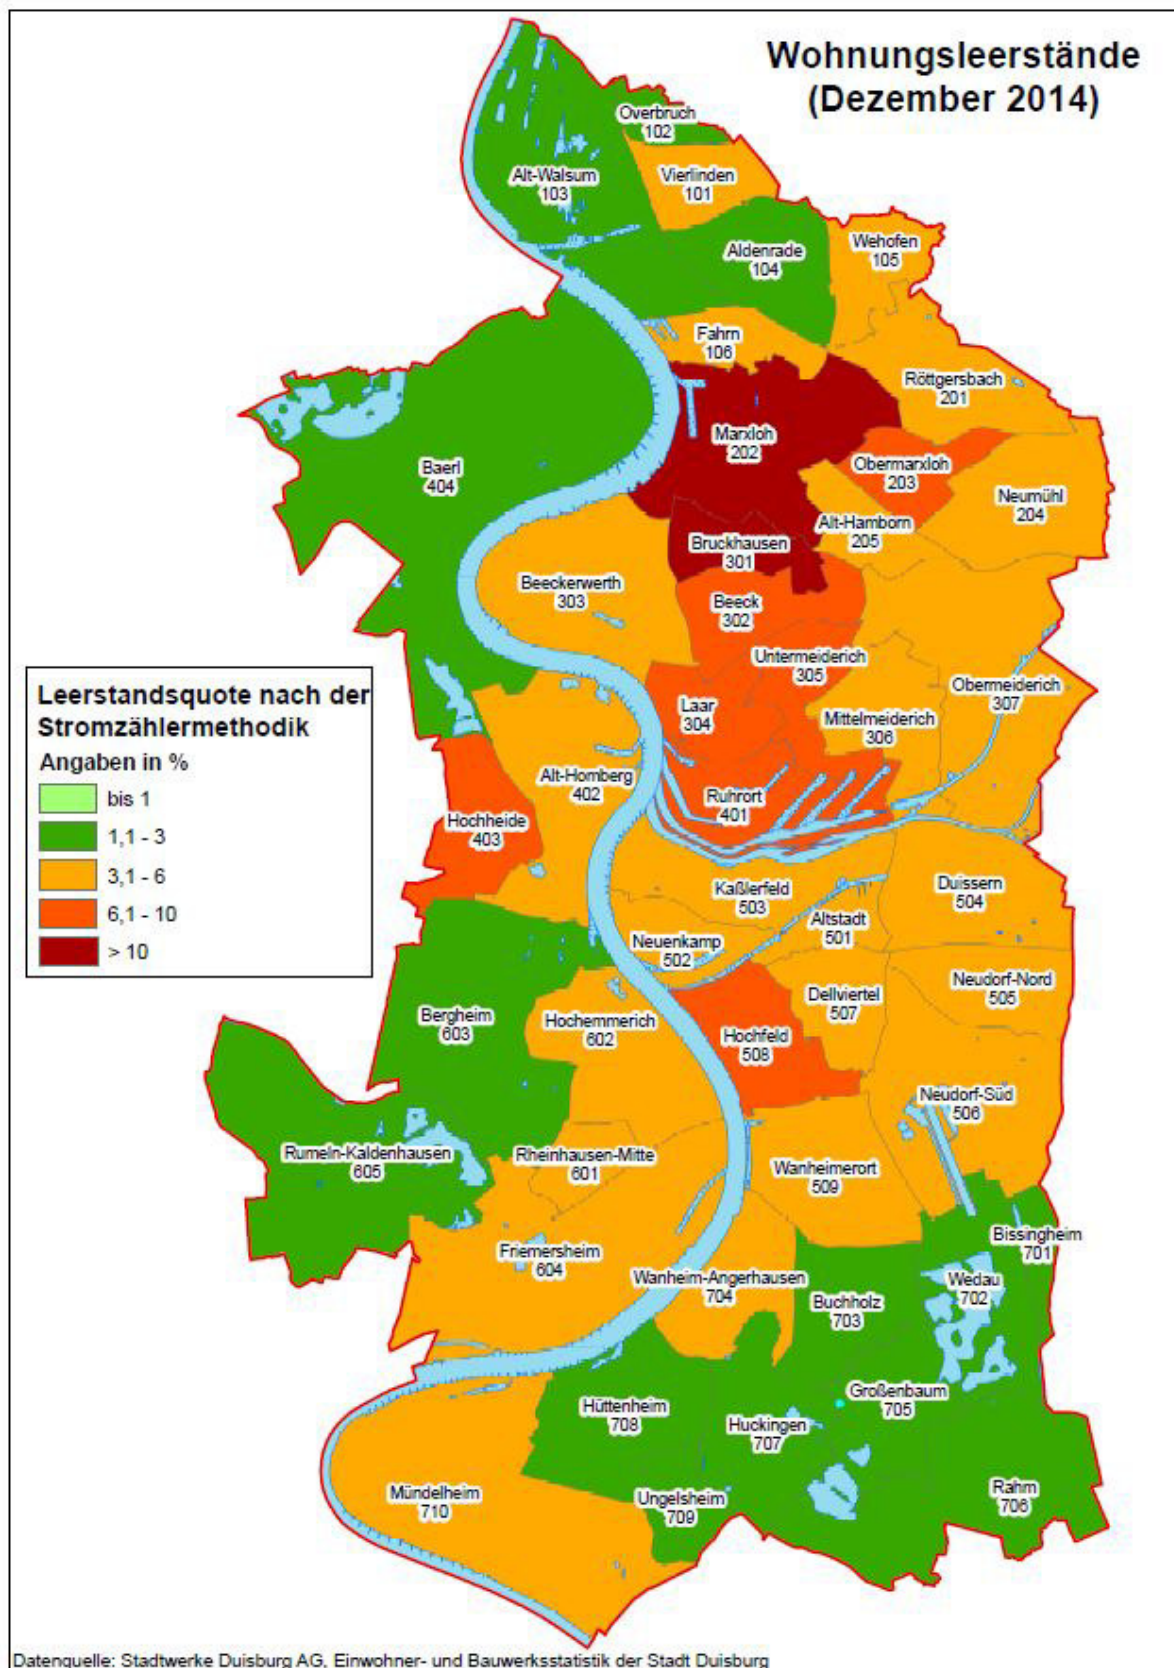 Wohnungsleerstände
(Dezember 2014)
Overbruch
102
Alt-Walsum
103
Vierlinden
101
Aldenrade
104
Wehofen
105
Fahrn
106
Röttgersbach
201
Marxloh
202
Obermarxloh
203
Baerl
404
Neumühl
204
Alt-Hamborn
205
Bruckhausen
301
Beeckerwerth
303
Beeck
302
Untermeiderich
305
Obermeiderich
307
Laar
304
Mittelmeiderich
306
Leerstandsquote nach der
Stromzählermethodik
Angaben in %
bis 1
1,1 - 3
3,1 - 6
6,1 - 10
> 10
Alt-Homberg
402
Ruhrort
401
Hochheide
403
Kaßlerfeld
503
Duissern
504
Altstadt
501
Neuenkamp
502
Neudorf-Nord
505
Dellviertel
507
Bergheim
603
Hochemmerich
602
Hochfeld
508
Neudorf-Süd
506
Rumeln-Kaldenhausen
605
Rheinhausen-Mitte
601
Wanheimerort
509
Bissingheim
701
Friemersheim
604
Wanheim-Angerhausen
704
Wedau
702
Buchholz
703
Großenbaum
705
Hüttenheim
708
Huckingen
707
Mündelheim
710
Ungelsheim
709
Rahm
706
Datenquelle: Stadtwerke Duisburg AG, Einwohner- und Bauwerksstatistik der Stadt Duisburg